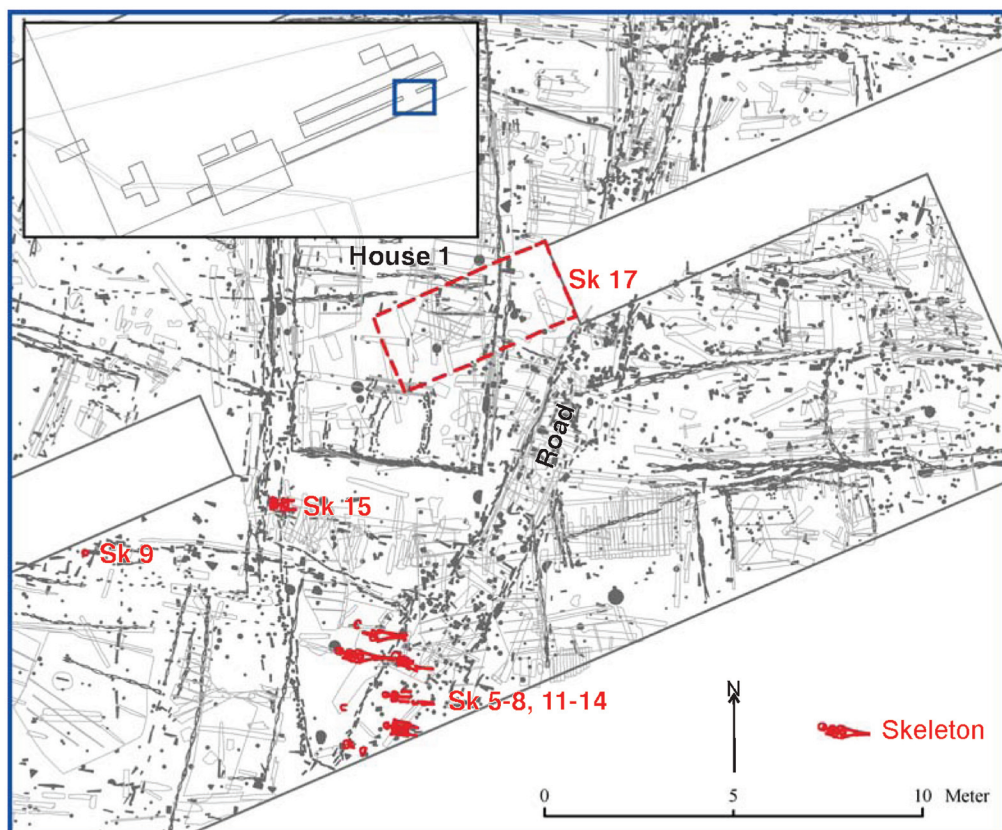 House 1
Sk 17
Road
Sk 15
Sk 9
Sk 5-8, 11-14
N
Skeleton
0 5 10 Meter